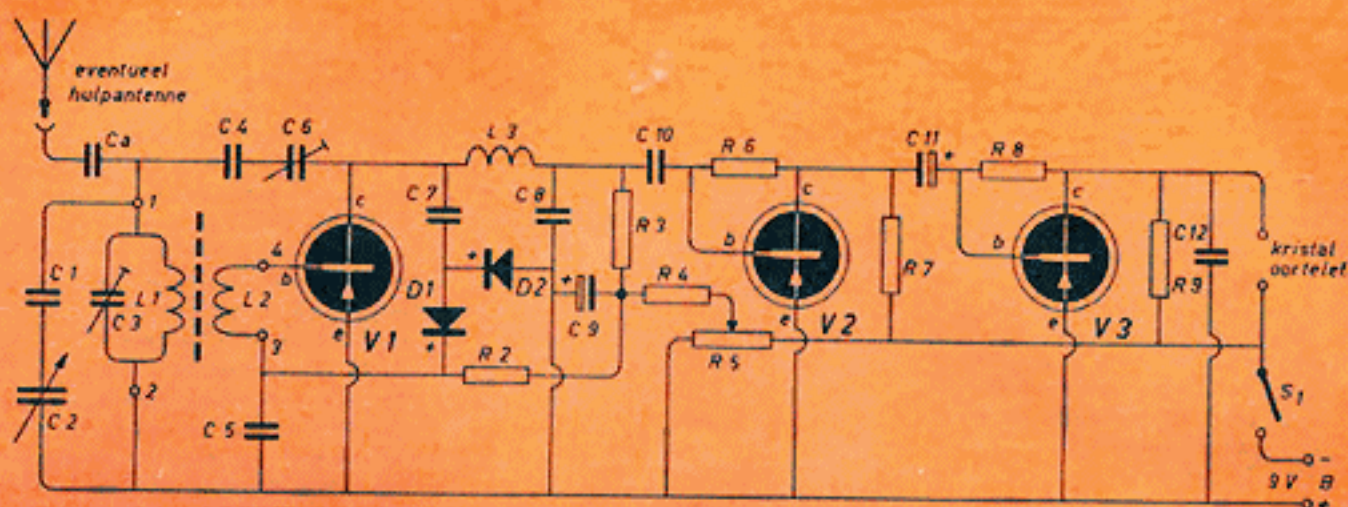 eventueel
hulpantenne
Ca
C4
C6
L3
C10
R6
C11
R8
1
c
C7
C8
R3
b
c
R7
b
c
C12
R9
kristal
oortelef
C1
L1
C3
L2
4
b
3
e
V1
D1
D2
C9
R4
e
V2
R5
e
V3
2
C2
C5
R2
S1
9V
-
B
+